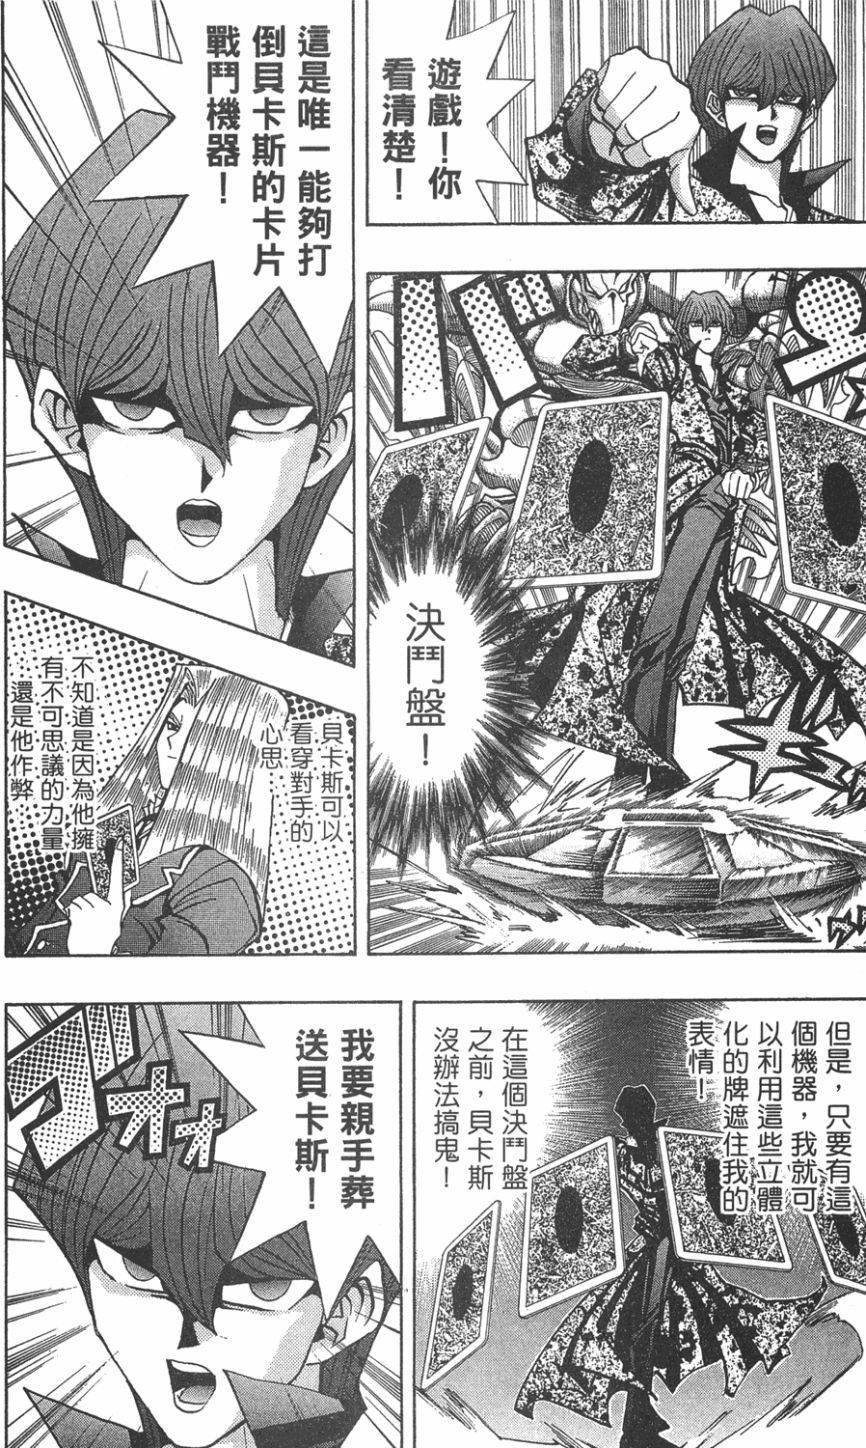 遊戲！你
看清楚！
バッ
決鬥盤！
這是唯一能夠打
倒貝卡斯的卡片
戰鬥機器！
貝卡斯可以
看穿對手的
心思
不知道是因為他擁
有不可思議的力量
還是他作弊
但是，只要有這
個機器，我就可
以利用這些立體
化的牌遮住我的
表情！
在這個決鬥盤
之前，貝卡斯
沒辦法搞鬼！
我要親手葬
送貝卡斯！
ゴオオ